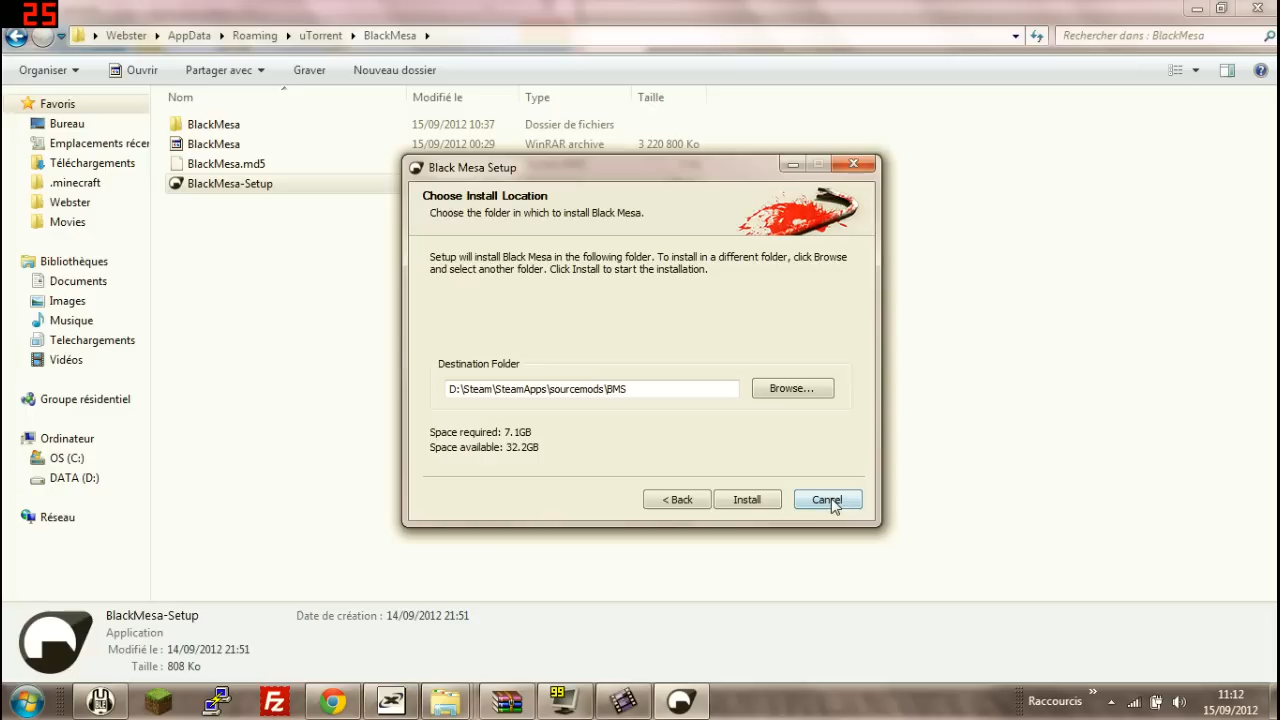 25
Webster AppData Roaming uTorrent BlackMesa
Rechercher dans : BlackMesa
Organiser Ouvrir Partager avec Graver Nouveau dossier
Nom Modifié le Type Taille
Favoris
Bureau
Emplacements récer
Téléchargements
.minecraft
Webster
Movies
Bibliothèques
Documents
Images
Musique
Telechargements
Vidéos
Groupe résidentiel
Ordinateur
OS (C:)
DATA (D:)
Réseau
BlackMesa 15/09/2012 10:37 Dossier de fichiers
BlackMesa 15/09/2012 00:29 WinRAR archive 3 220 800 Ko
BlackMesa.md5
BlackMesa-Setup
Black Mesa Setup
Choose Install Location
Choose the folder in which to install Black Mesa.
Setup will install Black Mesa in the following folder. To install in a different folder, click Browse
and select another folder. Click Install to start the installation.
Destination Folder
D:\Steam\SteamApps\sourcemods\BMS
Browse...
Space required: 7.1GB
Space available: 32.2GB
< Back Install Cancel
BlackMesa-Setup Date de création : 14/09/2012 21:51
Application
Modifié le : 14/09/2012 21:51
Taille : 808 Ko
99
Raccourcis
11:12
15/09/2012